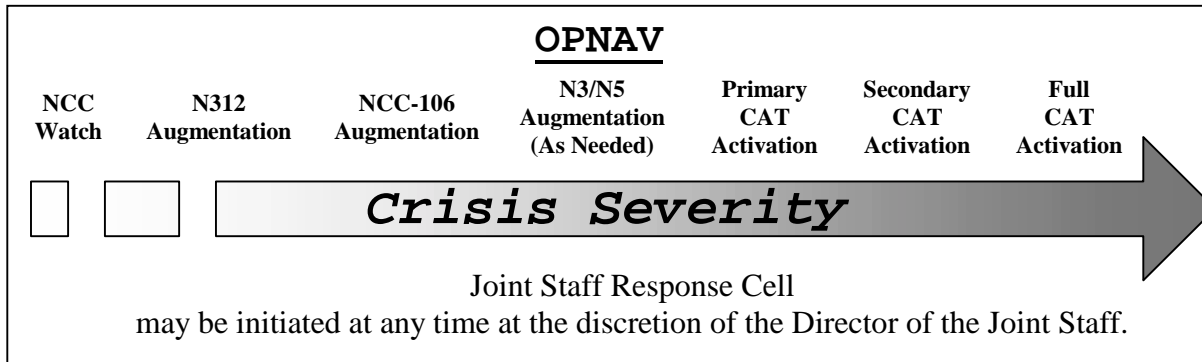 OPNAV
NCC
Watch
N312
Augmentation
NCC-106
Augmentation
N3/N5
Augmentation
(As Needed)
Primary
CAT
Activation
Secondary
CAT
Activation
Full
CAT
Activation
Crisis Severity
Joint Staff Response Cell
may be initiated at any time at the discretion of the Director of the Joint Staff.